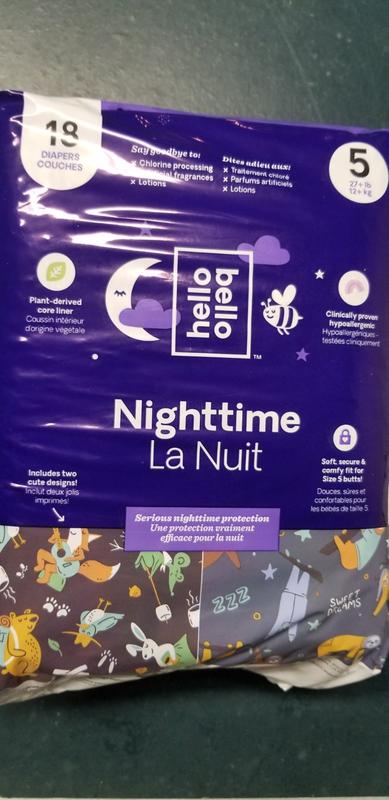 18
DIAPERS
COUCHES
Say goodbye to:
× Chlorine processing
fragrances
× Lotions
Dites adieu aux:
× Traitement chloré
× Parfums artificiels
× Lotions
5
27+ lb
12+ kg
hello
bello
TM
Plant-derived
core liner
Coussin intérieur
d'origine végétale
Clinically proven
hypoallergenic
Hypoallergéniques-
testées cliniquement
Nighttime
La Nuit
Includes two
cute designs!
Inclut deux jolis
imprimés!
Soft, secure &
comfy fit for
Size 5 butts!
Douces, sûres et
confortables pour
les bébés de taille 5.
Serious nighttime protection
Une protection vraiment
efficace pour la nuit
ZZZ
SWEET
DREAMS